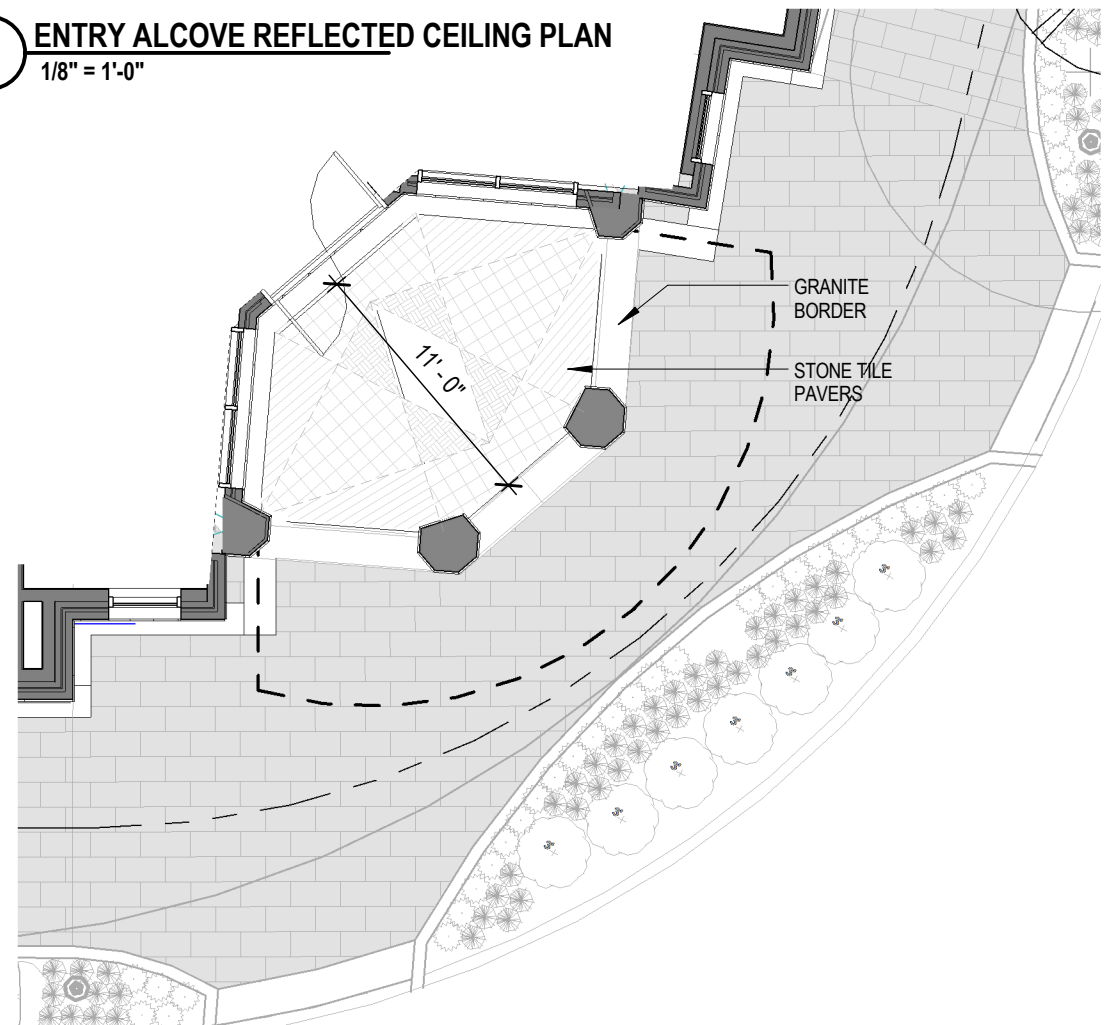 ENTRY ALCOVE REFLECTED CEILING PLAN
1/8" = 1'-0"
GRANITE
BORDER
STONE TILE
PAVERS
11' - 0"